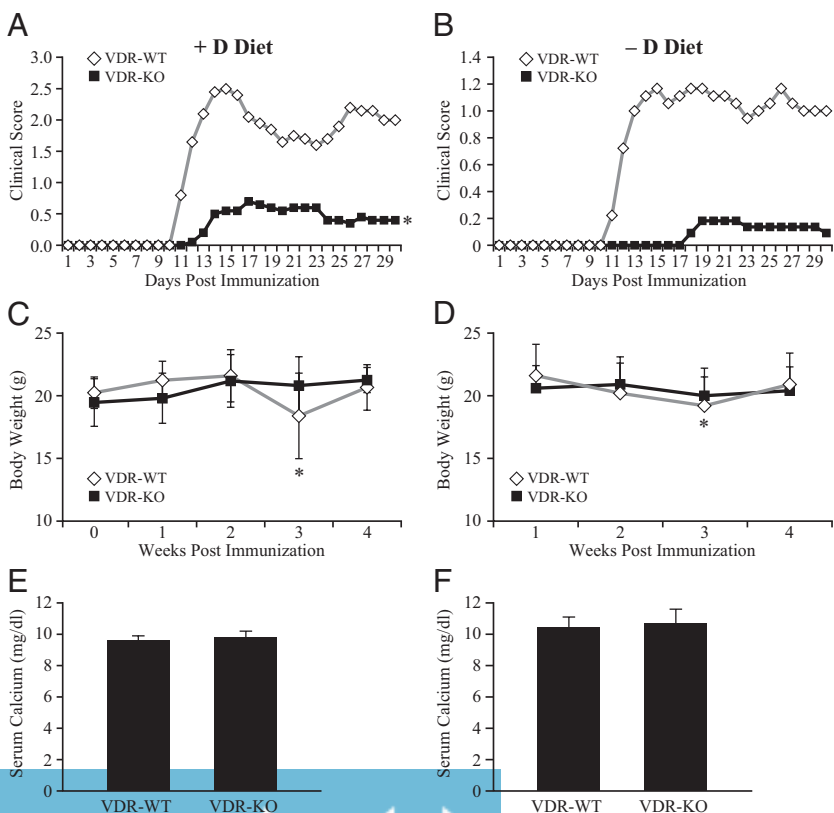 A
+ D Diet
VDR-WT
VDR-KO
3.0
2.5
2.0
1.5
1.0
0.5
0.0
Clinical Score
*
1 3 5 7 9 11 13 15 17 19 21 23 25 27 29
Days Post Immunization
B
– D Diet
VDR-WT
VDR-KO
1.4
1.2
1.0
0.8
0.6
0.4
0.2
0
Clinical Score
1 3 5 7 9 11 13 15 17 19 21 23 25 27 29
Days Post Immunization
C
25
20
15
10
Body Weight (g)
VDR-WT
VDR-KO
*
0 1 2 3 4
Weeks Post Immunization
D
25
20
15
10
Body Weight (g)
VDR-WT
VDR-KO
*
1 2 3 4
Weeks Post Immunization
E
12
10
8
6
4
2
0
Serum Calcium (mg/dl)
VDR-WT VDR-KO
F
12
10
8
6
4
2
0
Serum Calcium (mg/dl)
VDR-WT VDR-KO